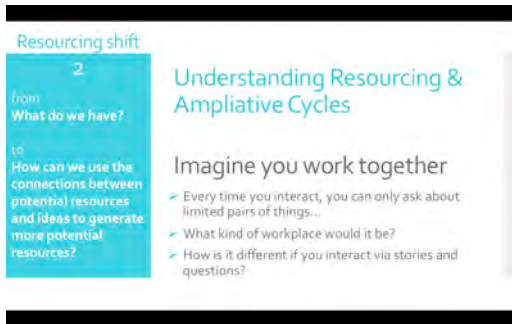 Resourcing shift
2
from
What do we have?
to
How can we use the
connections between
potential resources
and ideas to generate
more potential
resources?
Understanding Resourcing &
Ampliative Cycles
Imagine you work together
➢ Every time you interact, you can only ask about
limited pairs of things...
➢ What kind of workplace would it be?
➢ How is it different if you interact via stories and
questions?